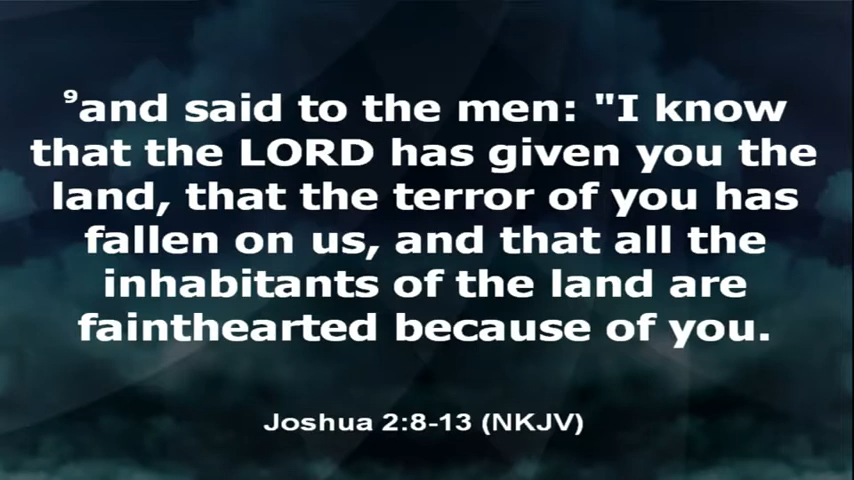 ⁹and said to the men: "I know
that the LORD has given you the
land, that the terror of you has
fallen on us, and that all the
inhabitants of the land are
fainthearted because of you.
Joshua 2:8-13 (NKJV)